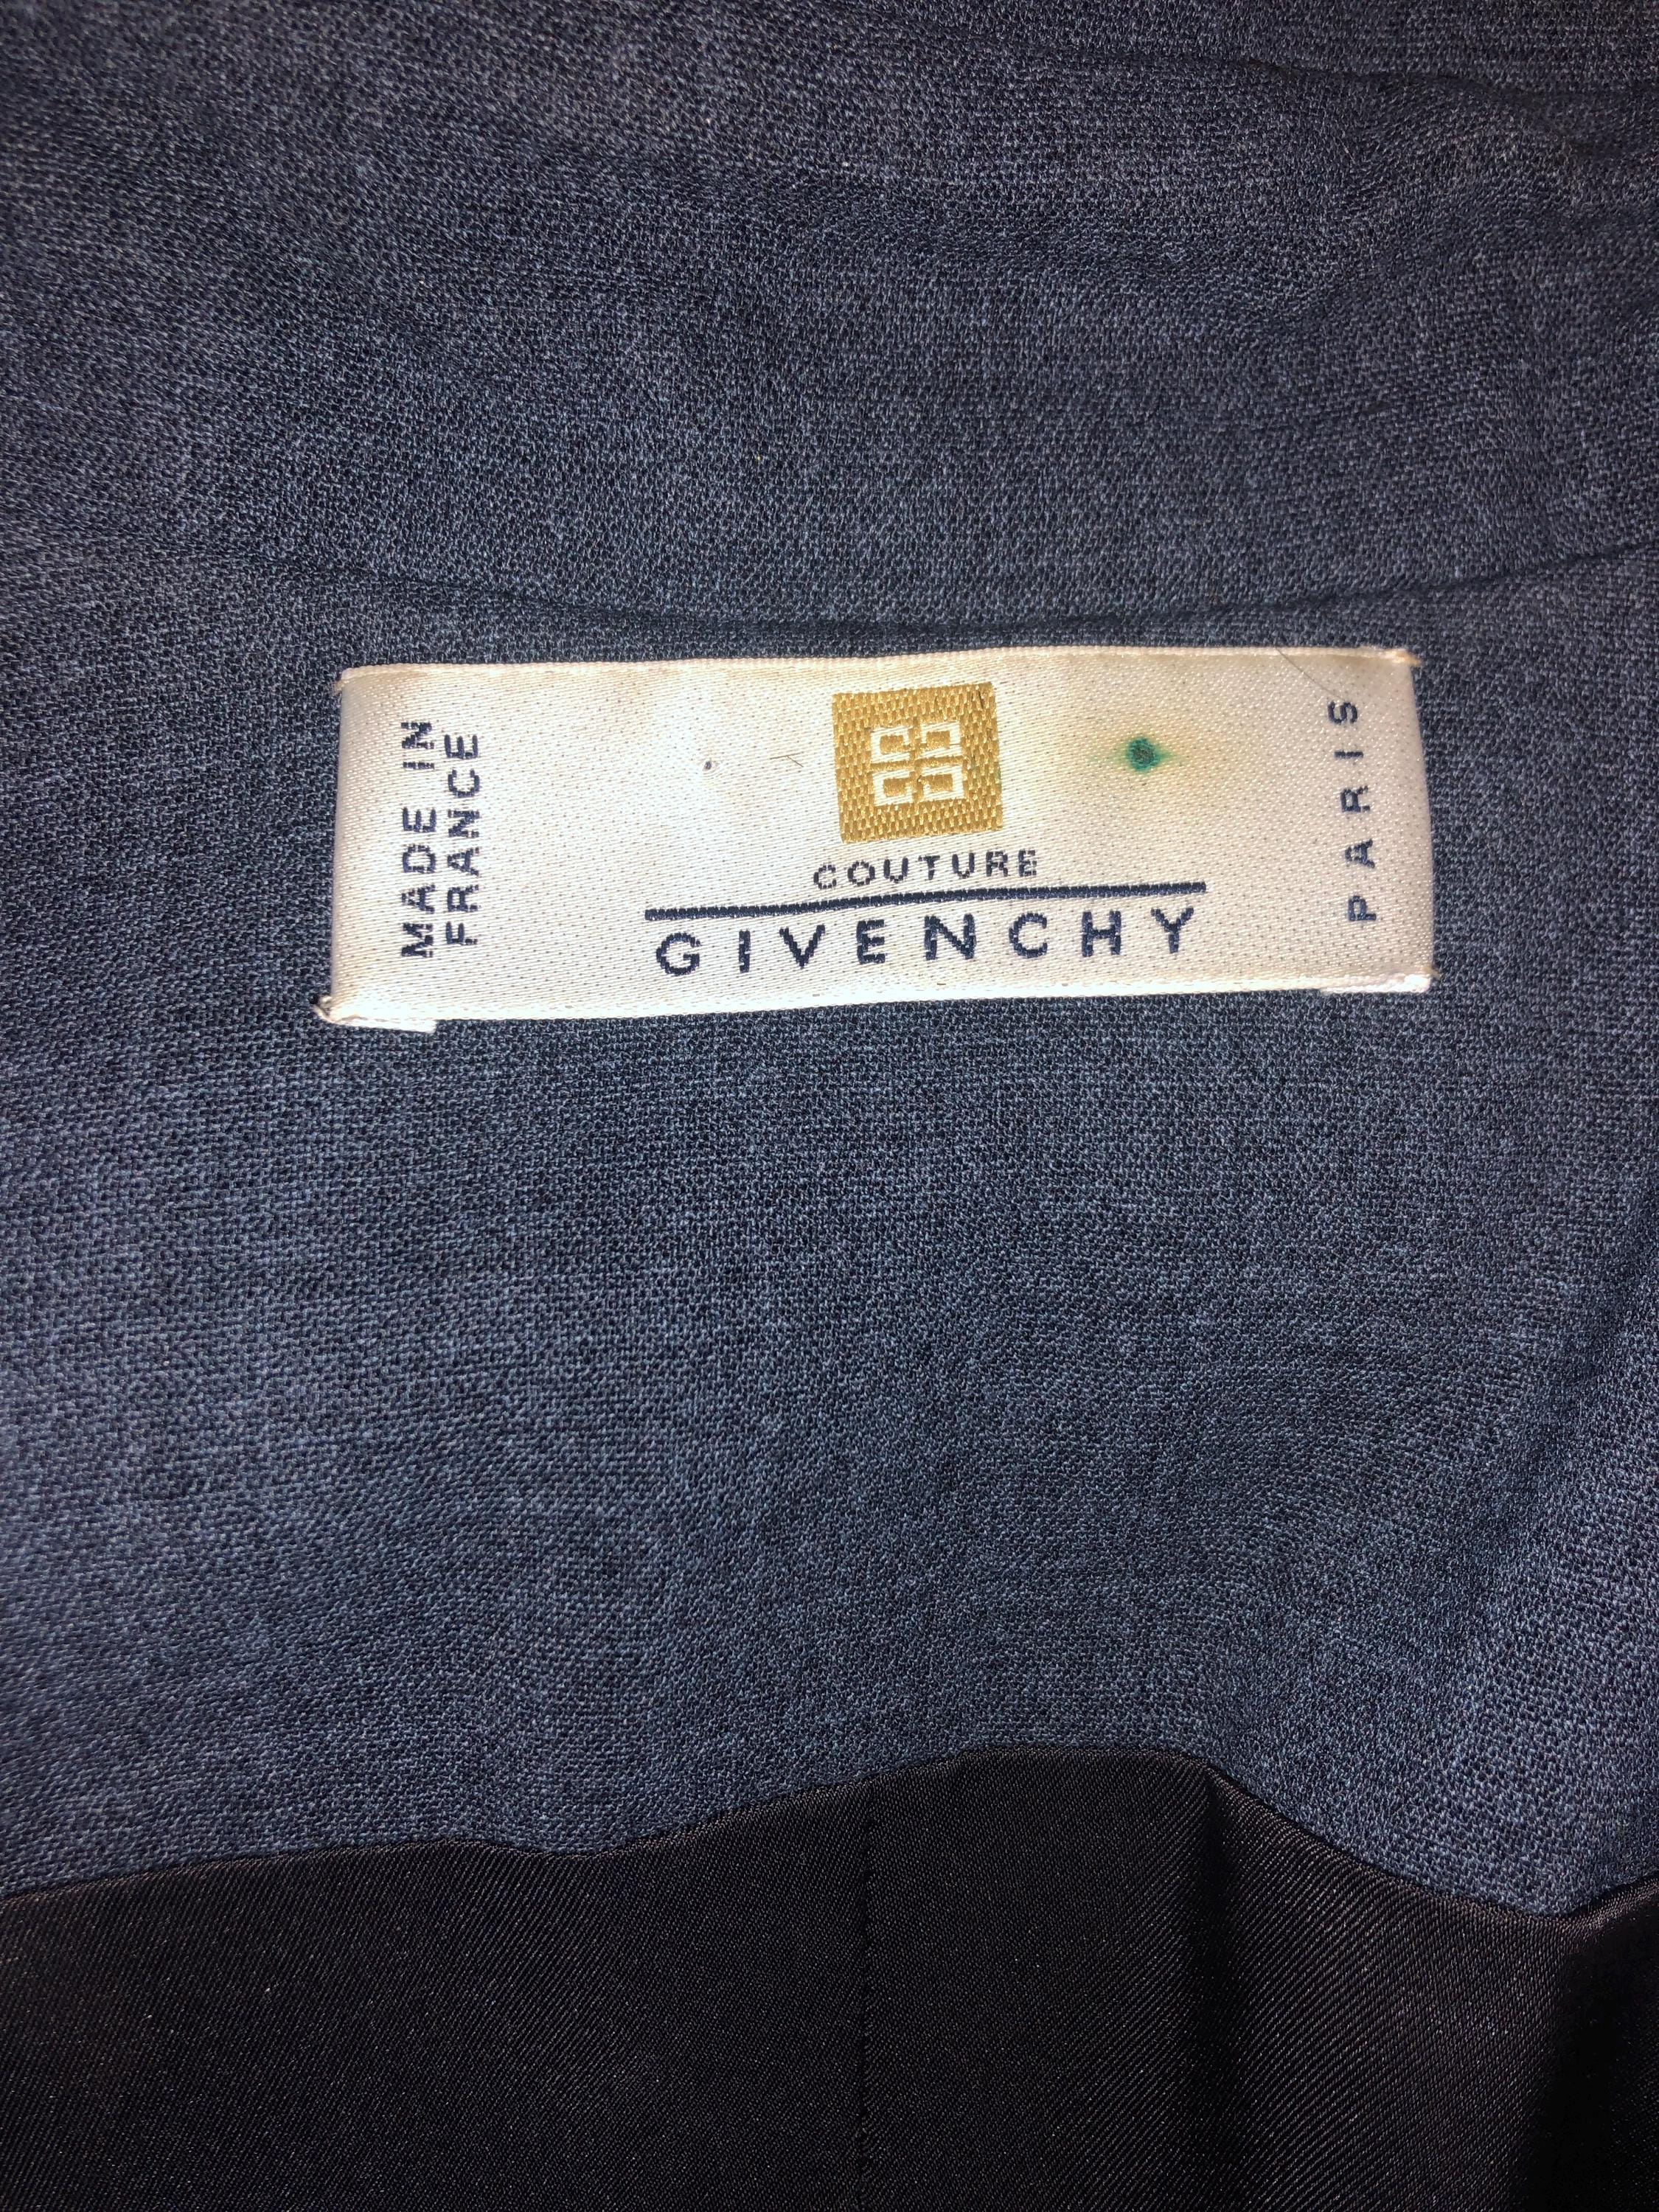 MADE IN
FRANCE
COUTURE
GIVENCHY
PARIS